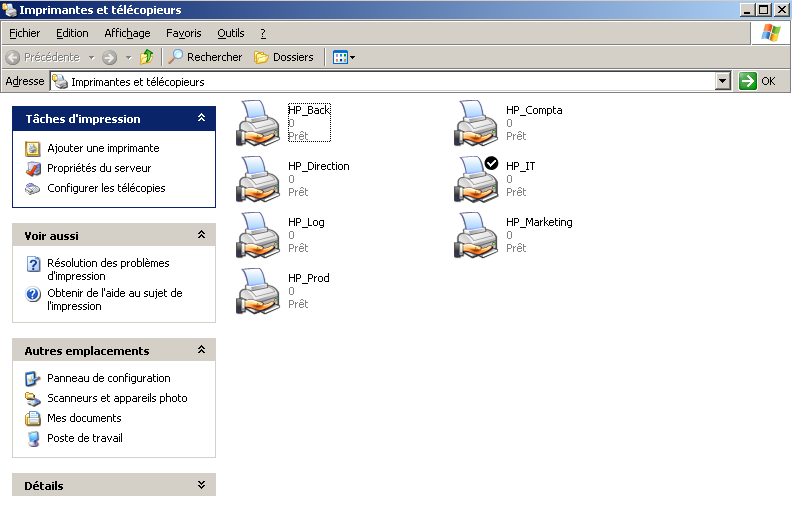 Imprimantes et télécopieurs
Fichier Edition Affichage Favoris Outils ?
Précédente Rechercher Dossiers
Adresse Imprimantes et télécopieurs OK
Tâches d'impression
Ajouter une imprimante
Propriétés du serveur
Configurer les télécopies
Voir aussi
Résolution des problèmes
d'impression
Obtenir de l'aide au sujet de
l'impression
Autres emplacements
Panneau de configuration
Scanneurs et appareils photo
Mes documents
Poste de travail
Détails
HP_Back
0
Prêt
HP_Compta
0
Prêt
HP_Direction
0
Prêt
HP_IT
0
Prêt
HP_Log
0
Prêt
HP_Marketing
0
Prêt
HP_Prod
0
Prêt